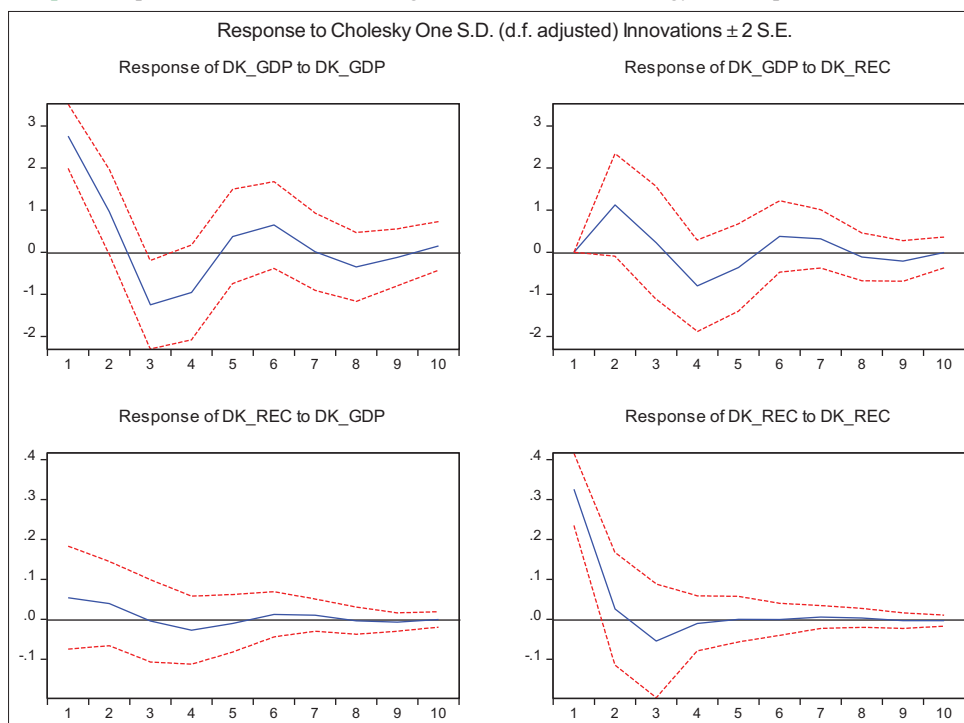 Response to Cholesky One S.D. (d.f. adjusted) Innovations ± 2 S.E.
Response of DK_GDP to DK_GDP
3
2
1
0
-1
-2
1 2 3 4 5 6 7 8 9 10
Response of DK_GDP to DK_REC
3
2
1
0
-1
-2
1 2 3 4 5 6 7 8 9 10
Response of DK_REC to DK_GDP
.4
.3
.2
.1
.0
-.1
1 2 3 4 5 6 7 8 9 10
Response of DK_REC to DK_REC
.4
.3
.2
.1
.0
-.1
1 2 3 4 5 6 7 8 9 10